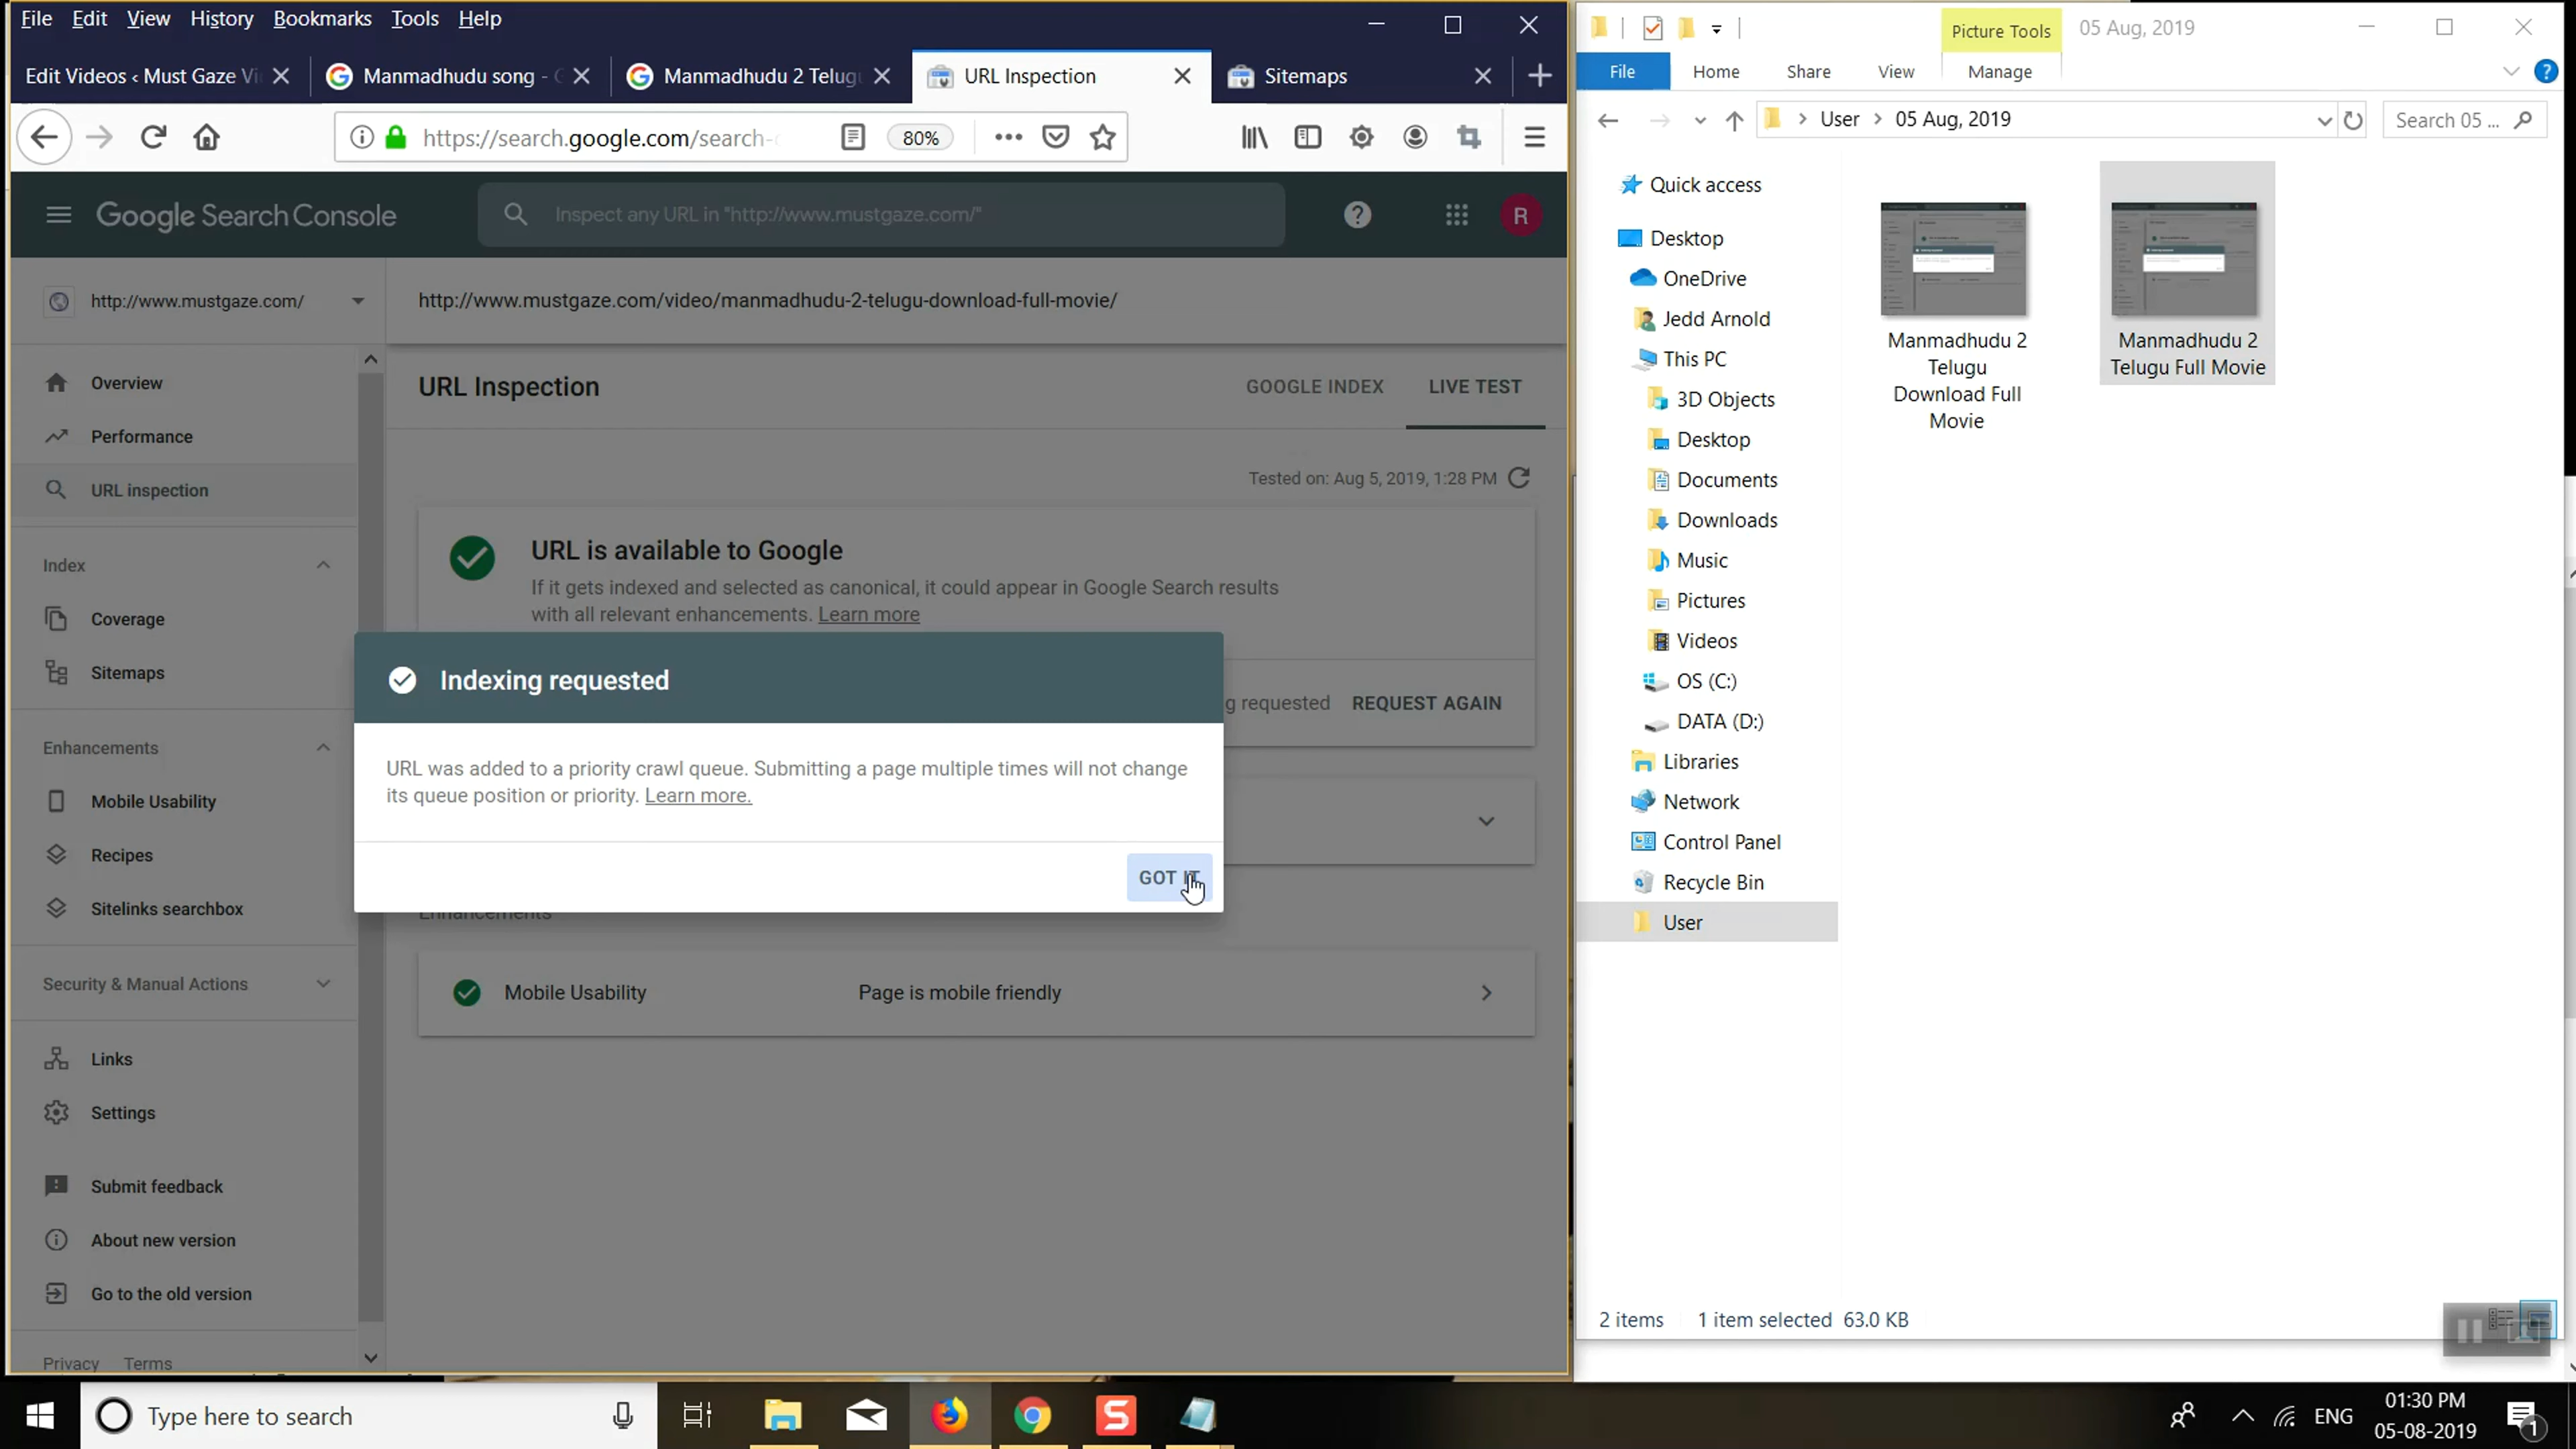 File Edit View History Bookmarks Tools Help
Edit Videos ‹ Must Gaze Vi
Manmadhudu song -
Manmadhudu 2 Telug
URL Inspection
Sitemaps
https://search.google.com/search-
80%
Google Search Console
Inspect any URL in "http://www.mustgaze.com/"
R
http://www.mustgaze.com/
http://www.mustgaze.com/video/manmadhudu-2-telugu-download-full-movie/
Overview
Performance
URL inspection
Index
Coverage
Sitemaps
Enhancements
Mobile Usability
Recipes
Sitelinks searchbox
Security & Manual Actions
Links
Settings
Submit feedback
About new version
Go to the old version
Privacy Terms
URL Inspection
GOOGLE INDEX
LIVE TEST
Tested on: Aug 5, 2019, 1:28 PM
URL is available to Google
If it gets indexed and selected as canonical, it could appear in Google Search results
with all relevant enhancements. Learn more
g requested REQUEST AGAIN
Indexing requested
URL was added to a priority crawl queue. Submitting a page multiple times will not change
its queue position or priority. Learn more.
GOT IT
Enhancements
Mobile Usability
Page is mobile friendly
Picture Tools
05 Aug, 2019
File Home Share View Manage
User
05 Aug, 2019
Search 05 ...
Quick access
Desktop
OneDrive
Jedd Arnold
This PC
3D Objects
Desktop
Documents
Downloads
Music
Pictures
Videos
OS (C:)
DATA (D:)
Libraries
Network
Control Panel
Recycle Bin
User
Manmadhudu 2
Telugu
Download Full
Movie
Manmadhudu 2
Telugu Full Movie
2 items
1 item selected 63.0 KB
Type here to search
ENG
01:30 PM
05-08-2019
1